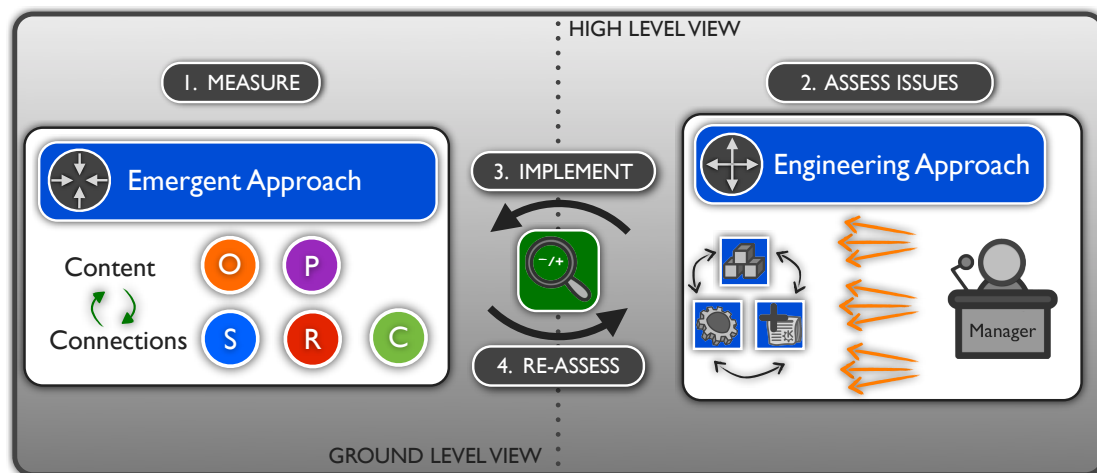 HIGH LEVEL VIEW
1. MEASURE
2. ASSESS ISSUES
Emergent Approach
Engineering Approach
3. IMPLEMENT
Content
Connections
O
P
S
R
C
−/+
Manager
4. RE-ASSESS
GROUND LEVEL VIEW